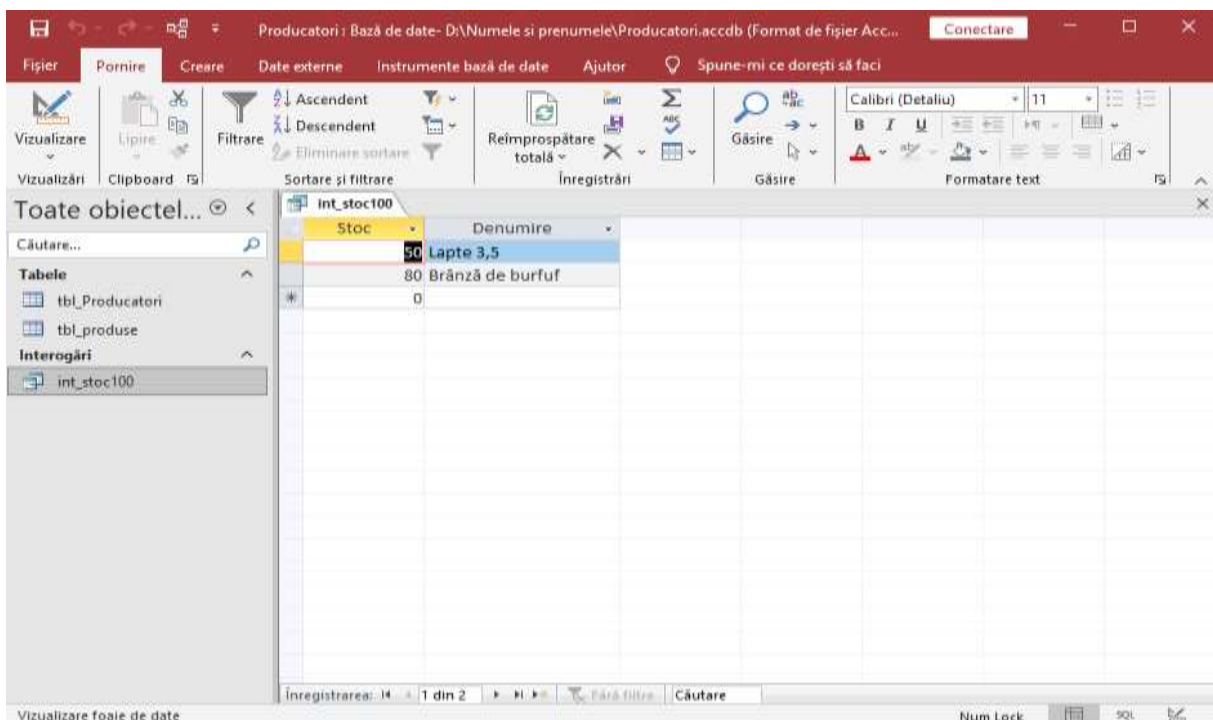 Producatori : Bază de date- D:\Numele si prenumele\Producatori.accdb (Format de fișier Acc...
Conectare
Fișier Pornire Creare Date externe Instrumente bază de date Ajutor Spune-mi ce dorești să faci
Vizualizare
Lipire
Filtrare
Ascendent
Descendent
Eliminare sortare
Reîmprospătare totală
Găsire
Calibri (Detaliu) 11
B I U
Vizualizări Clipboard Sortare și filtrare Înregistrări Găsire Formatare text
Toate obiectel...
Căutare...
Tabele
tbl_Producatori
tbl_produse
Interogări
int_stoc100
int_stoc100
Stoc Denumire
50 Lapte 3,5
80 Brânză de burfuf
0
Înregistrarea: 1 din 2 Fără filtre Căutare
Vizualizare foaie de date Num Lock SQL